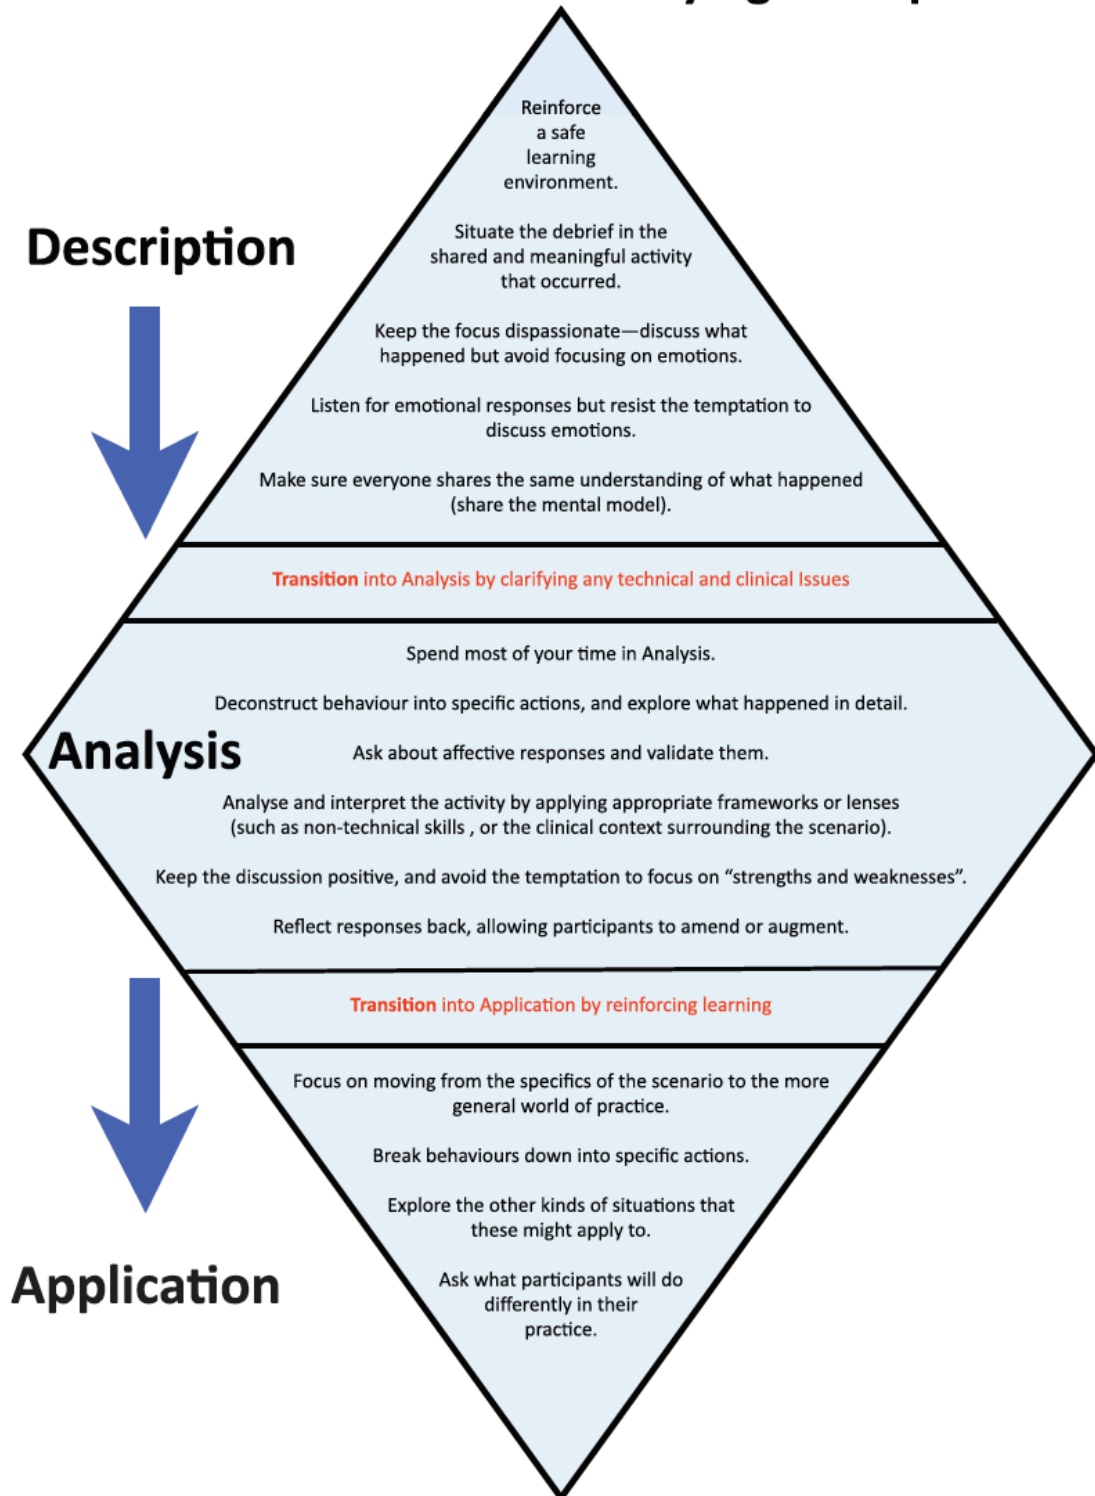 Reinforce
a safe
learning
environment.
Description
Situate the debrief in the
shared and meaningful activity
that occurred.
Keep the focus dispassionate—discuss what
happened but avoid focusing on emotions.
Listen for emotional responses but resist the temptation to
discuss emotions.
Make sure everyone shares the same understanding of what happened
(share the mental model).
Transition into Analysis by clarifying any technical and clinical Issues
Spend most of your time in Analysis.
Deconstruct behaviour into specific actions, and explore what happened in detail.
Analysis
Ask about affective responses and validate them.
Analyse and interpret the activity by applying appropriate frameworks or lenses
(such as non-technical skills , or the clinical context surrounding the scenario).
Keep the discussion positive, and avoid the temptation to focus on “strengths and weaknesses”.
Reflect responses back, allowing participants to amend or augment.
Transition into Application by reinforcing learning
Focus on moving from the specifics of the scenario to the more
general world of practice.
Break behaviours down into specific actions.
Explore the other kinds of situations that
these might apply to.
Application
Ask what participants will do
differently in their
practice.